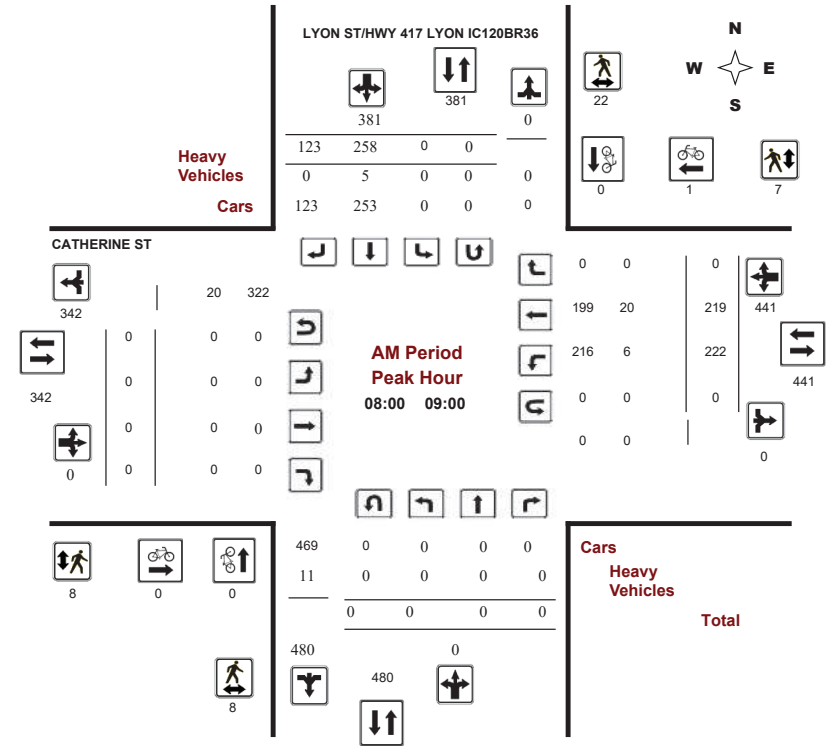 LYON ST/HWY 417 LYON IC120BR36
N
W E
S
381
22
381 0
123 258 0 0
Heavy
Vehicles
0 5 0 0 0
Cars 123 253 0 0 0
0 1 7
CATHERINE ST
342
20 322
0 0 0
0 0 0
0 0 0
0 0 0
342
0
AM Period
Peak Hour
08:00 09:00
0 0 0
199 20 219 441
216 6 222
441
0 0 0
0 0
0
469 0 0 0 0
11 0 0 0 0
0 0 0 0
480 0
480
Cars
Heavy
Vehicles
Total
8 0 0
8